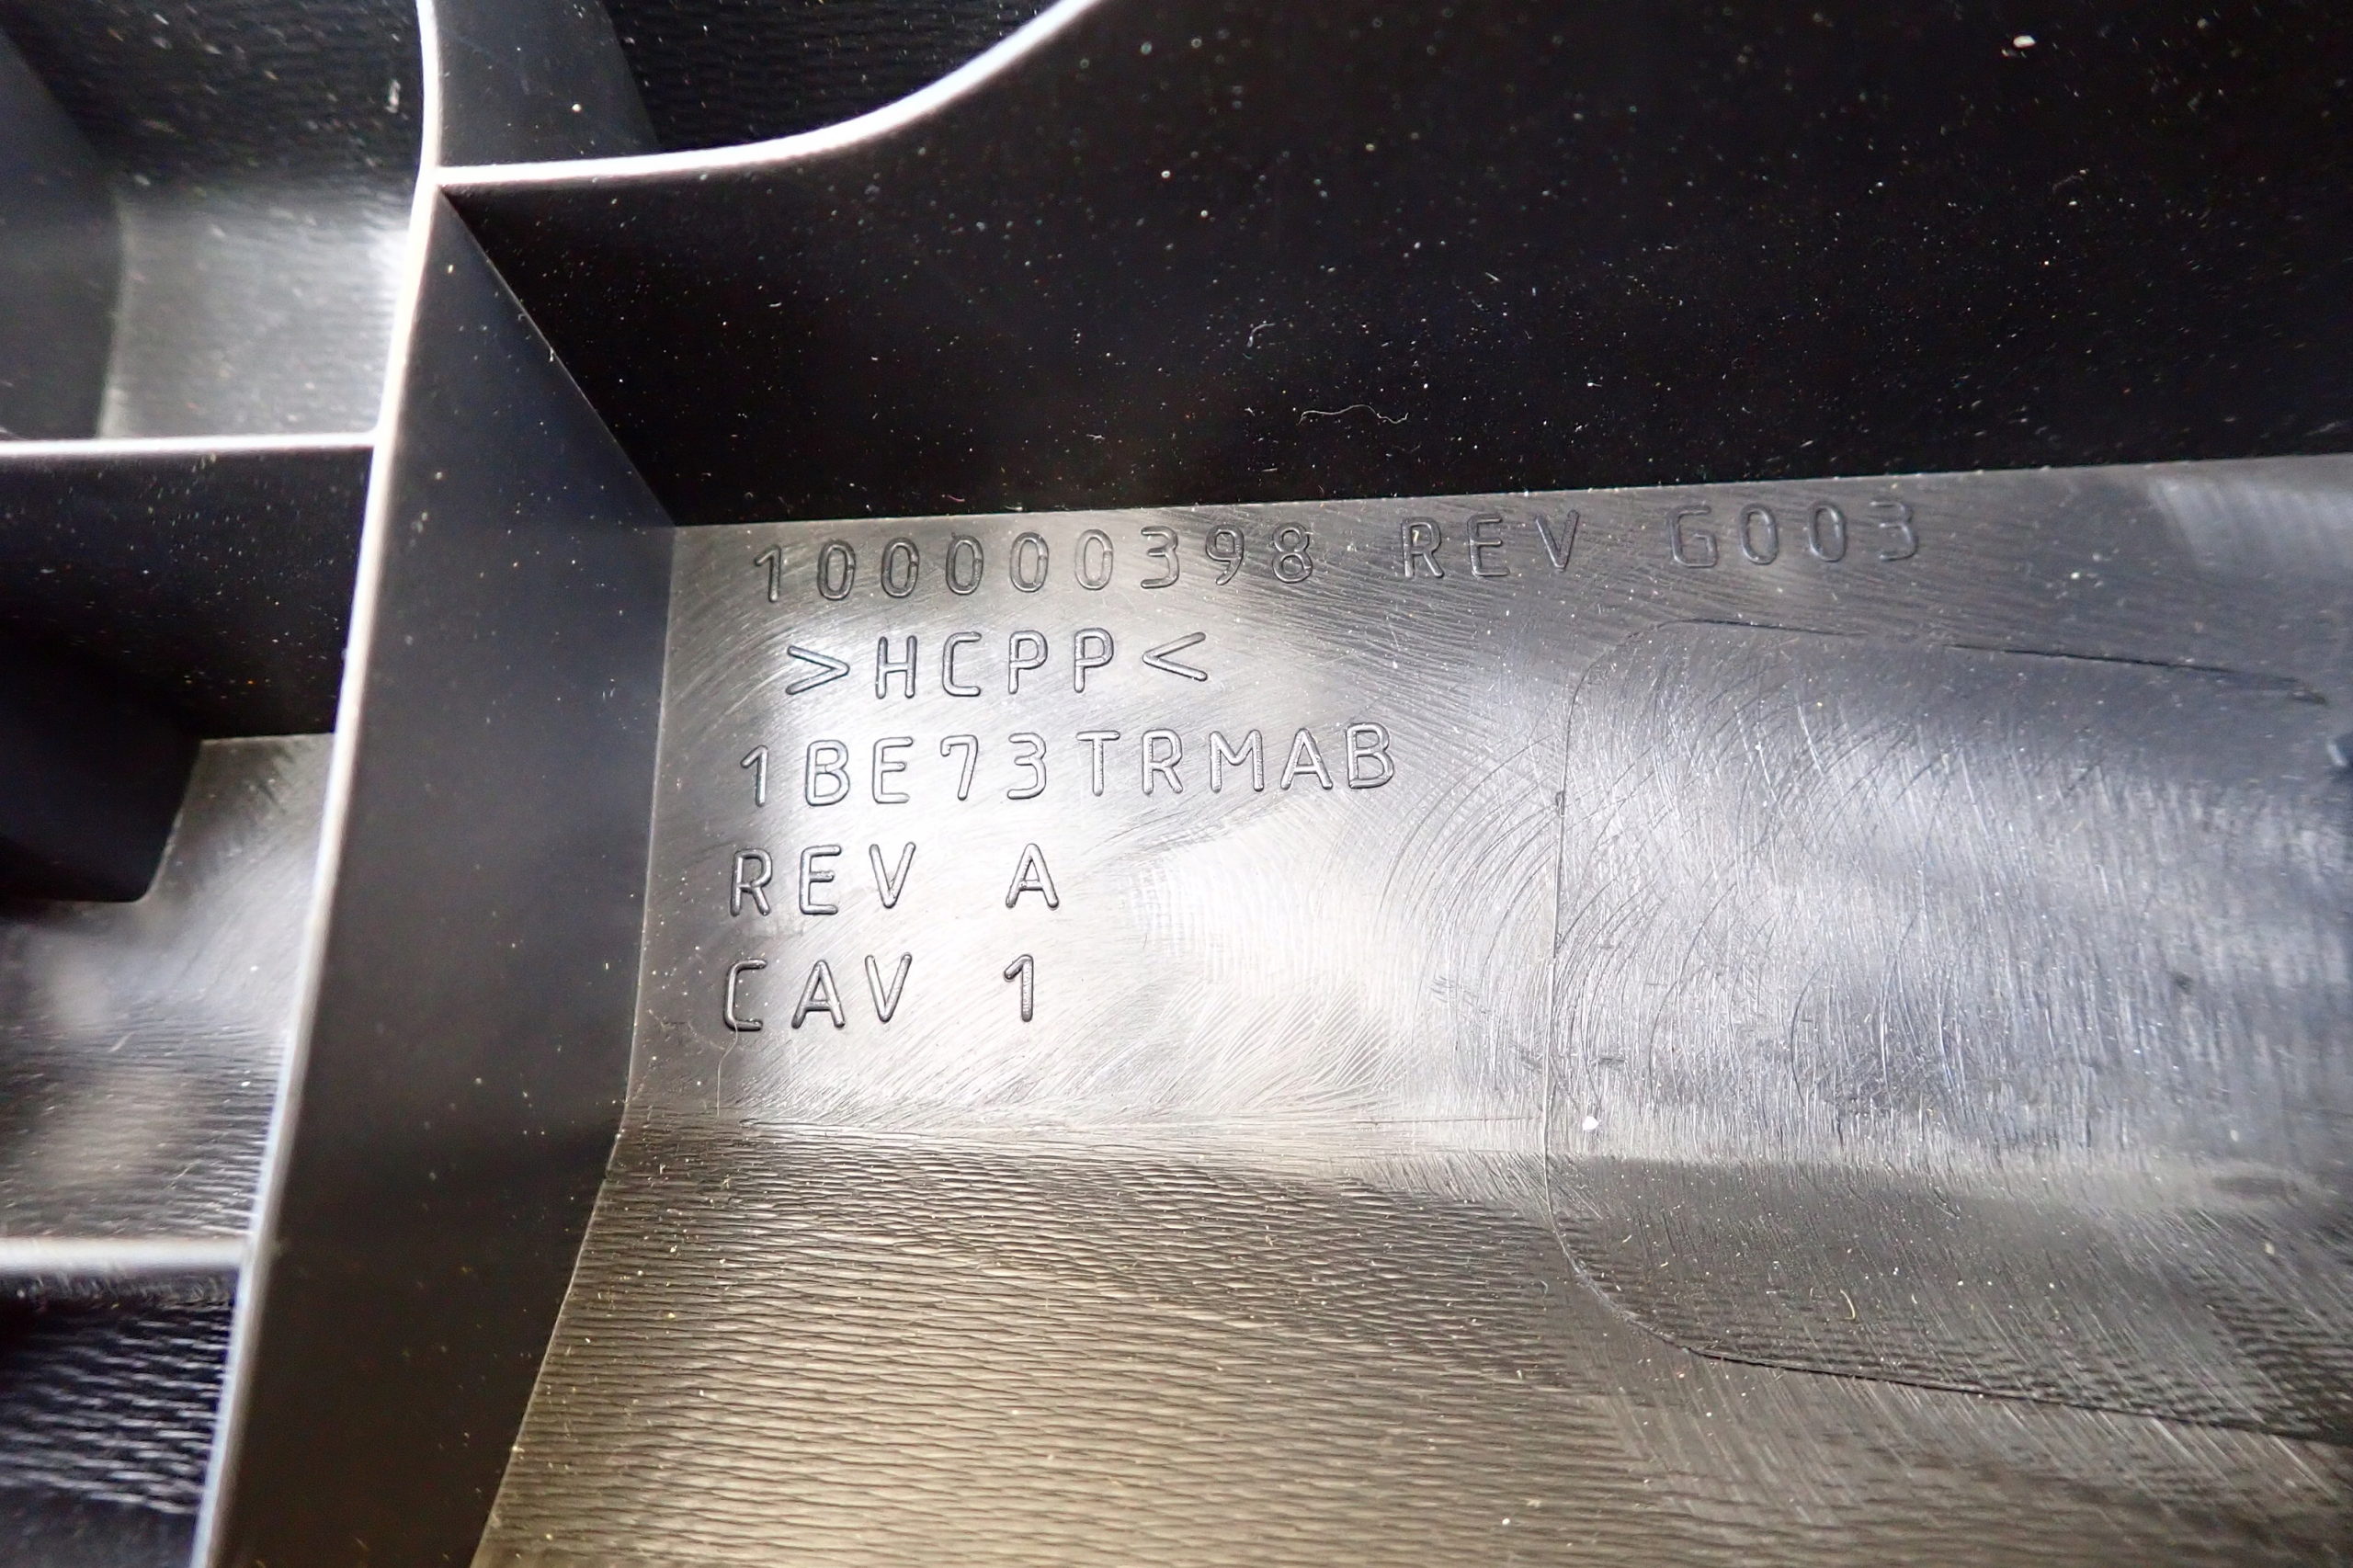 100000398 REV G003
>HCPP<
1BE73TRMAB
REV A
CAV 1